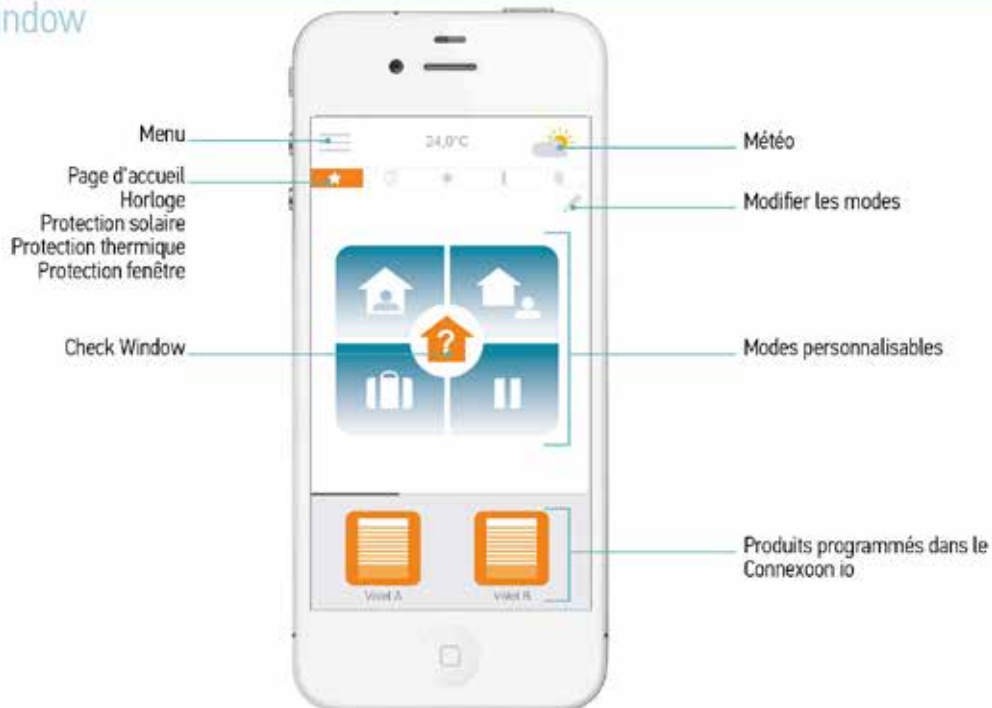 ndow
24,0°C
Menu
Météo
Page d'accueil
Horloge
Protection solaire
Protection thermique
Protection fenêtre
Modifier les modes
?
Check Window
Modes personnalisables
Produits programmés dans le
Connexoon io
Volet A
Volet B